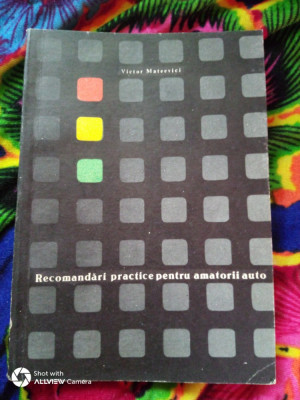 Victor Mateevici
Recomandări practice pentru amatorii auto
Shot with
ALLVIEW Camera